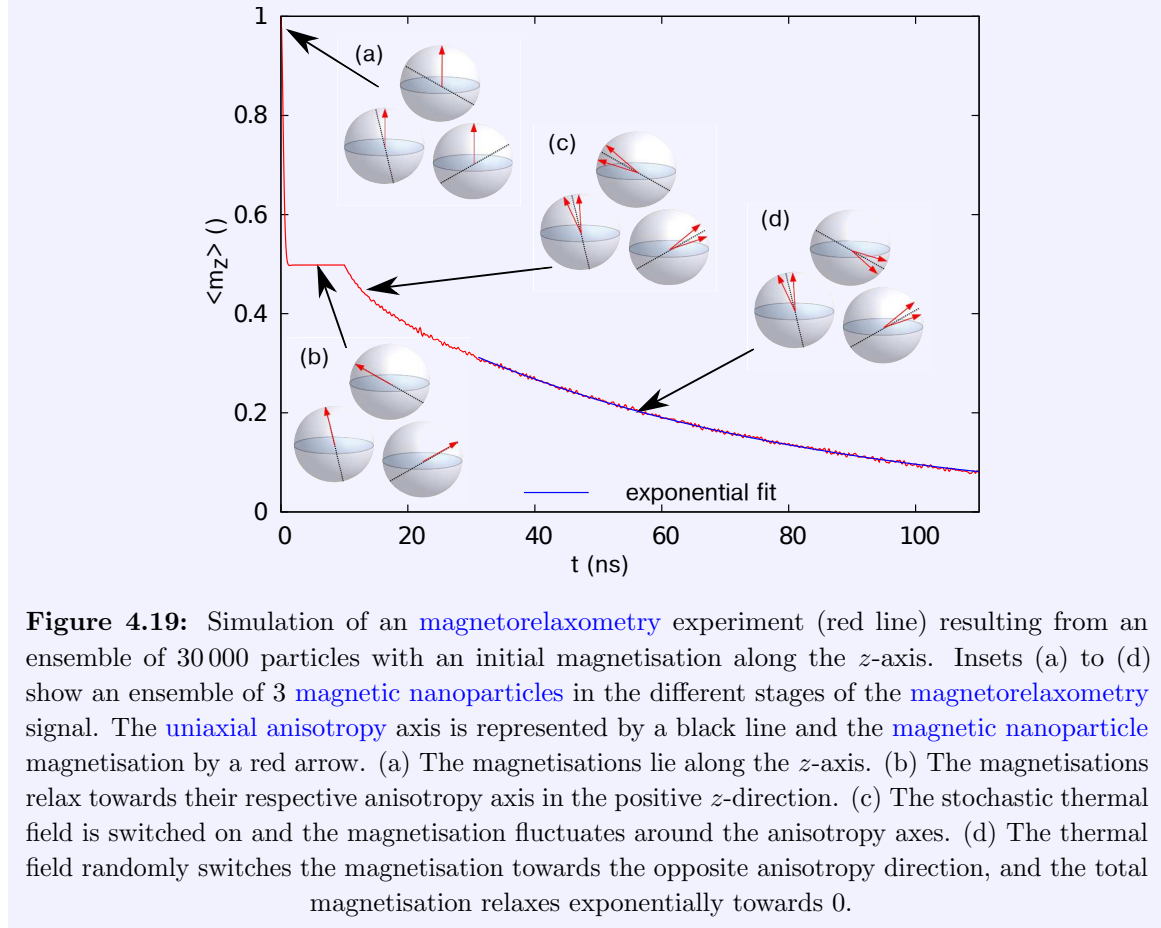 1
0.8
0.6
0.4
0.2
0
<mz> ()
(a)
(b)
(c)
(d)
exponential fit
0 20 40 60 80 100
t (ns)
Figure 4.19: Simulation of an magnetorelaxometry experiment (red line) resulting from an
ensemble of 30 000 particles with an initial magnetisation along the z-axis. Insets (a) to (d)
show an ensemble of 3 magnetic nanoparticles in the different stages of the magnetorelaxometry
signal. The uniaxial anisotropy axis is represented by a black line and the magnetic nanoparticle
magnetisation by a red arrow. (a) The magnetisations lie along the z-axis. (b) The magnetisations
relax towards their respective anisotropy axis in the positive z-direction. (c) The stochastic thermal
field is switched on and the magnetisation fluctuates around the anisotropy axes. (d) The thermal
field randomly switches the magnetisation towards the opposite anisotropy direction, and the total
magnetisation relaxes exponentially towards 0.